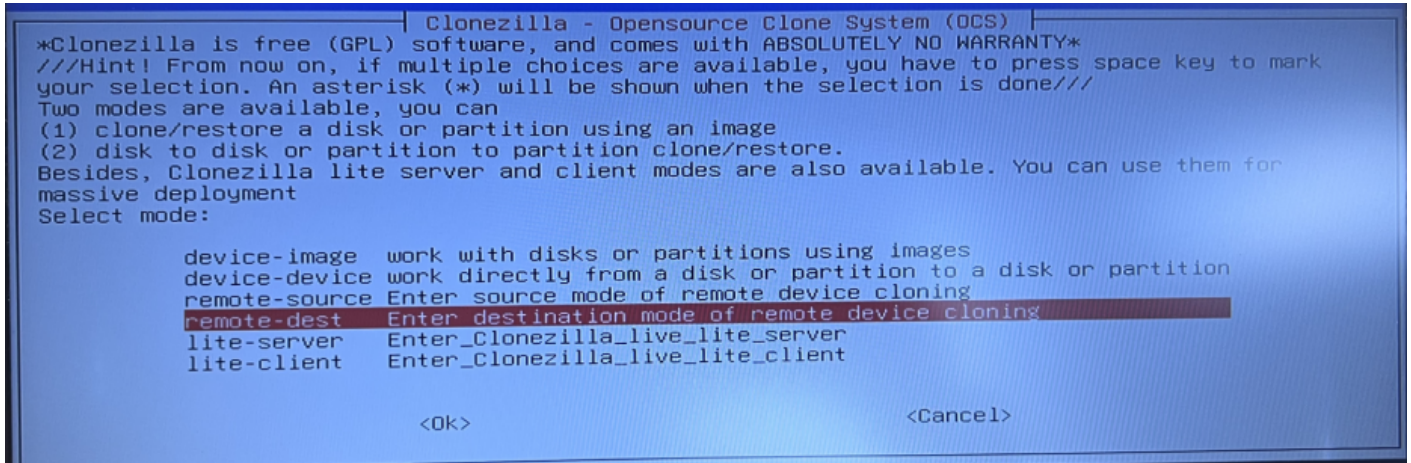 Clonezilla - Opensource Clone System (OCS)
*Clonezilla is free (GPL) software, and comes with ABSOLUTELY NO WARRANTY*
///Hint! From now on, if multiple choices are available, you have to press space key to mark
your selection. An asterisk (*) will be shown when the selection is done///
Two modes are available, you can
(1) clone/restore a disk or partition using an image
(2) disk to disk or partition to partition clone/restore.
Besides, Clonezilla lite server and client modes are also available. You can use them for
massive deployment
Select mode:
device-image work with disks or partitions using images
device-device work directly from a disk or partition to a disk or partition
remote-source Enter source mode of remote device cloning
remote-dest Enter destination mode of remote device cloning
lite-server Enter_Clonezilla_live_lite_server
lite-client Enter_Clonezilla_live_lite_client
<Ok> <Cancel>